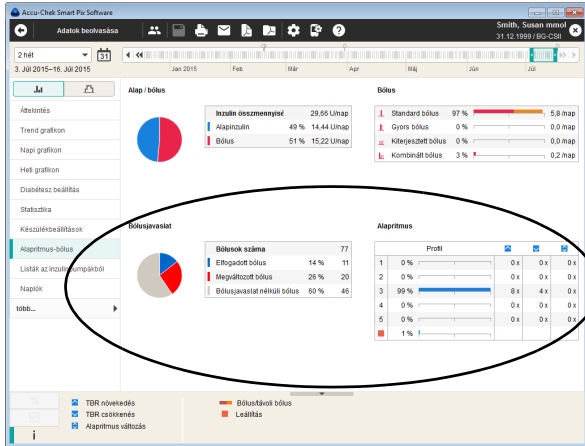 Accu-Chek Smart Pix Software
Adatok beolvasása
Smith, Susan mmol
31.12.1999 / BG-CSII
2 hét
31
3. Júl 2015–16. Júl 2015
Jan 2015 Feb Már Apr Máj Jún Júl
Áttekintés
Trend grafikon
Napi grafikon
Heti grafikon
Diabétesz beállítás
Statisztika
Készülékbeállítások
Alapritmus-bólus
Listák az inzulinpumpákból
Naplók
több...
Alap / bólus
Inzulin összmennyisé 29,66 U/nap
Alapinzulin 49 % 14,44 U/nap
Bólus 51 % 15,22 U/nap
Bólus
Standard bólus 97 % 5,8 /nap
Gyors bólus 0 % 0,0 /nap
Kiterjesztett bólus 0 % 0,0 /nap
Kombinált bólus 3 % 0,2 /nap
Bólusjavaslat
Bólusok száma 77
Elfogadott bólus 14 % 11
Megváltozott bólus 26 % 20
Bólusjavaslat nélküli bólus 60 % 46
Alapritmus
Profil
1 0 % 0 x 0 x 0 x
2 0 % 0 x 0 x 0 x
3 99 % 8 x 4 x 0 x
4 0 % 0 x 0 x 0 x
5 0 % 0 x 0 x 0 x
1 %
TBR növekedés
TBR csökkenés
Alapritmus változás
Bólus/távoli bólus
Leállítás
i